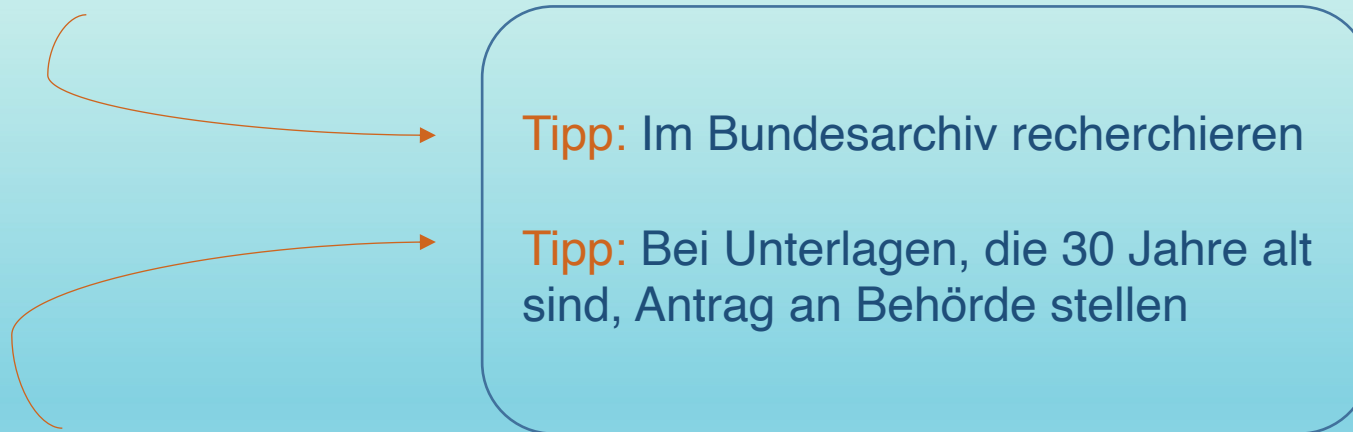 Tipp: Im Bundesarchiv recherchieren
Tipp: Bei Unterlagen, die 30 Jahre alt
sind, Antrag an Behörde stellen